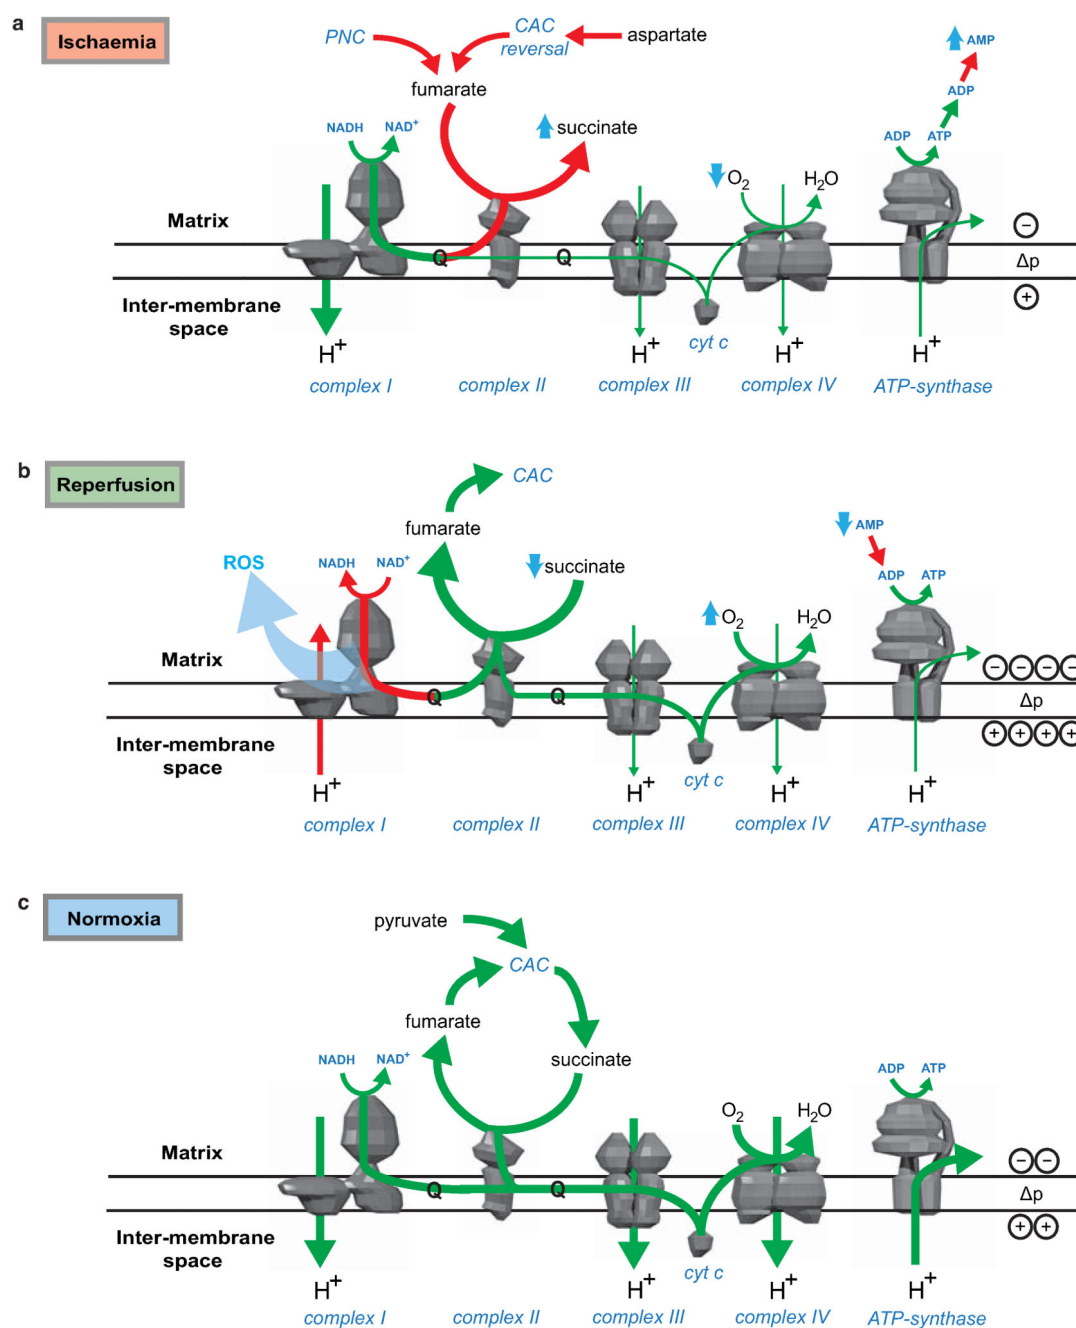 a
Ischaemia
PNC
CAC
reversal
aspartate
AMP
fumarate
ADP
NADH
NAD+
succinate
ADP
ATP
O2
H2O
Matrix
Q
Q
−
Δp
+
Inter-membrane
space
H+
H+
cyt c
H+
H+
complex I
complex II
complex III
complex IV
ATP-synthase
b
Reperfusion
CAC
fumarate
AMP
ROS
NADH
NAD+
succinate
ADP
ATP
O2
H2O
Matrix
− − − −
Q
Q
Δp
+ + + +
Inter-membrane
space
H+
H+
cyt c
H+
H+
complex I
complex II
complex III
complex IV
ATP-synthase
c
Normoxia
pyruvate
CAC
fumarate
NADH
NAD+
succinate
ADP
ATP
O2
H2O
Matrix
− −
Q
Q
Δp
+ +
Inter-membrane
space
H+
H+
cyt c
H+
H+
complex I
complex II
complex III
complex IV
ATP-synthase